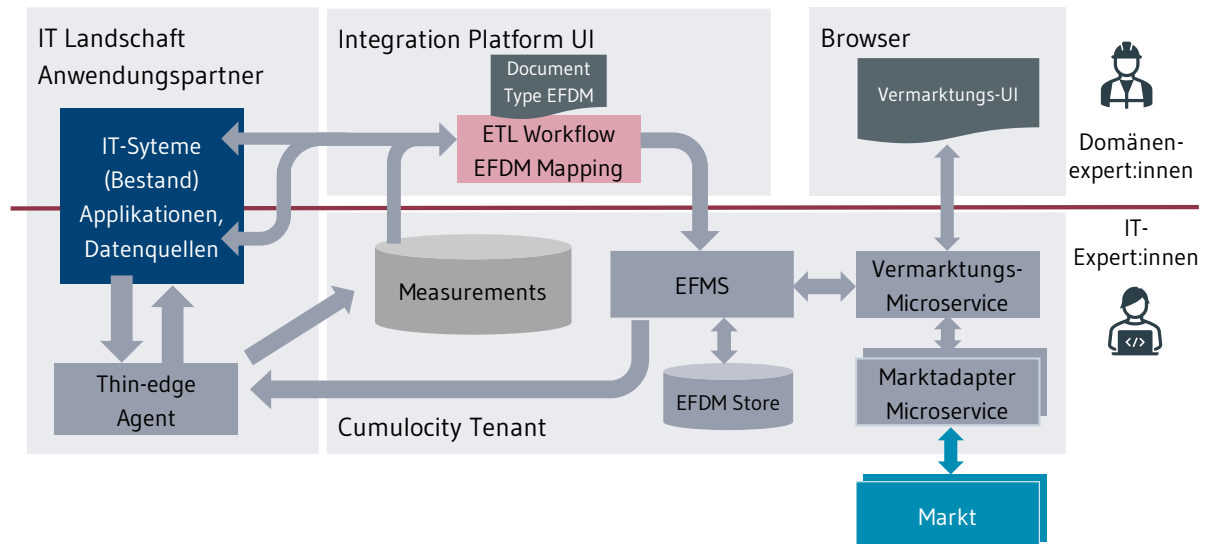 IT Landschaft
Anwendungspartner
IT-Syteme
(Bestand)
Applikationen,
Datenquellen
Thin-edge
Agent
Integration Platform UI
Document
Type EFDM
ETL Workflow
EFDM Mapping
Browser
Vermarktungs-UI
Domänen-
expert:innen
IT-
Expert:innen
</>
Measurements
EFMS
Vermarktungs-
Microservice
EFDM Store
Marktadapter
Microservice
Cumulocity Tenant
Markt